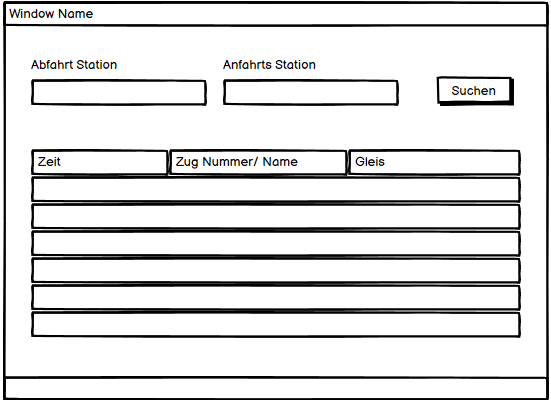 Window Name
Abfahrt Station
Anfahrts Station
Suchen
Zeit
Zug Nummer/ Name
Gleis